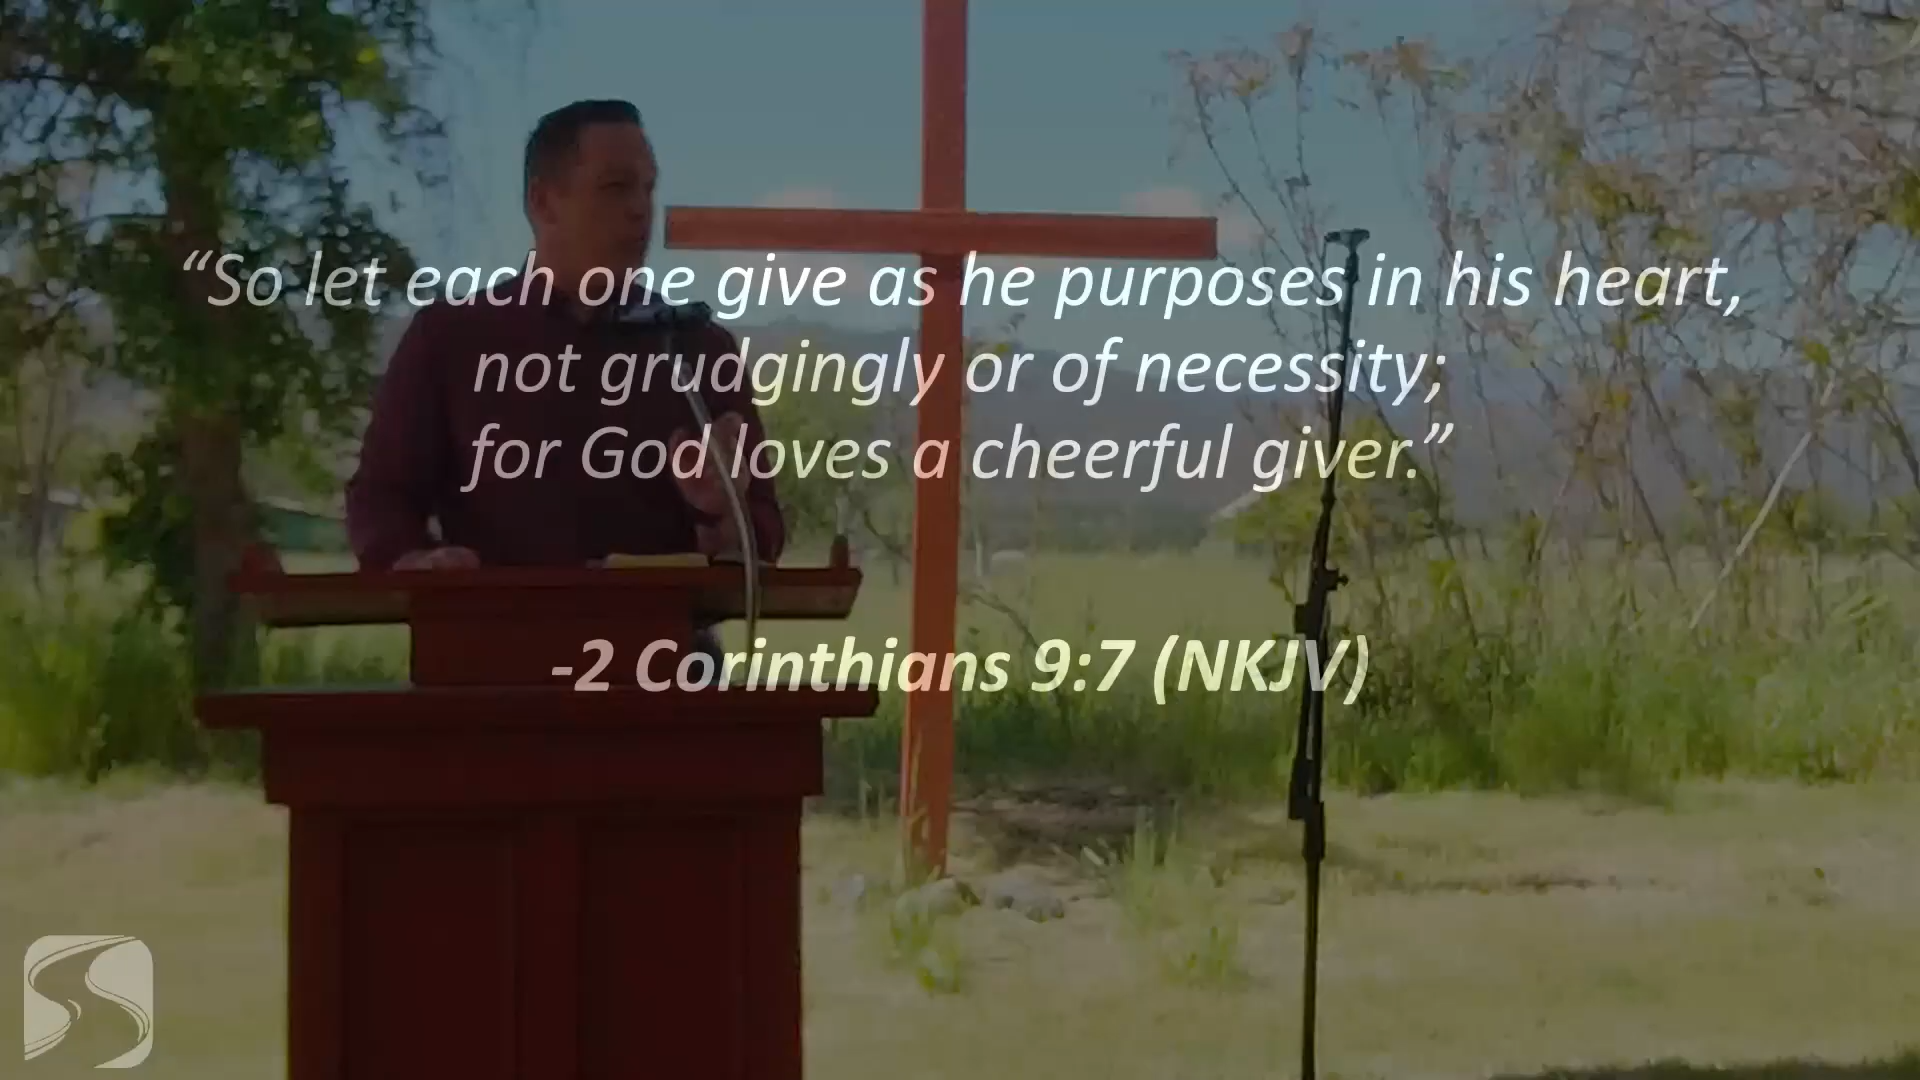 “So let each one give as he purposes in his heart,
not grudgingly or of necessity;
for God loves a cheerful giver.”
-2 Corinthians 9:7 (NKJV)